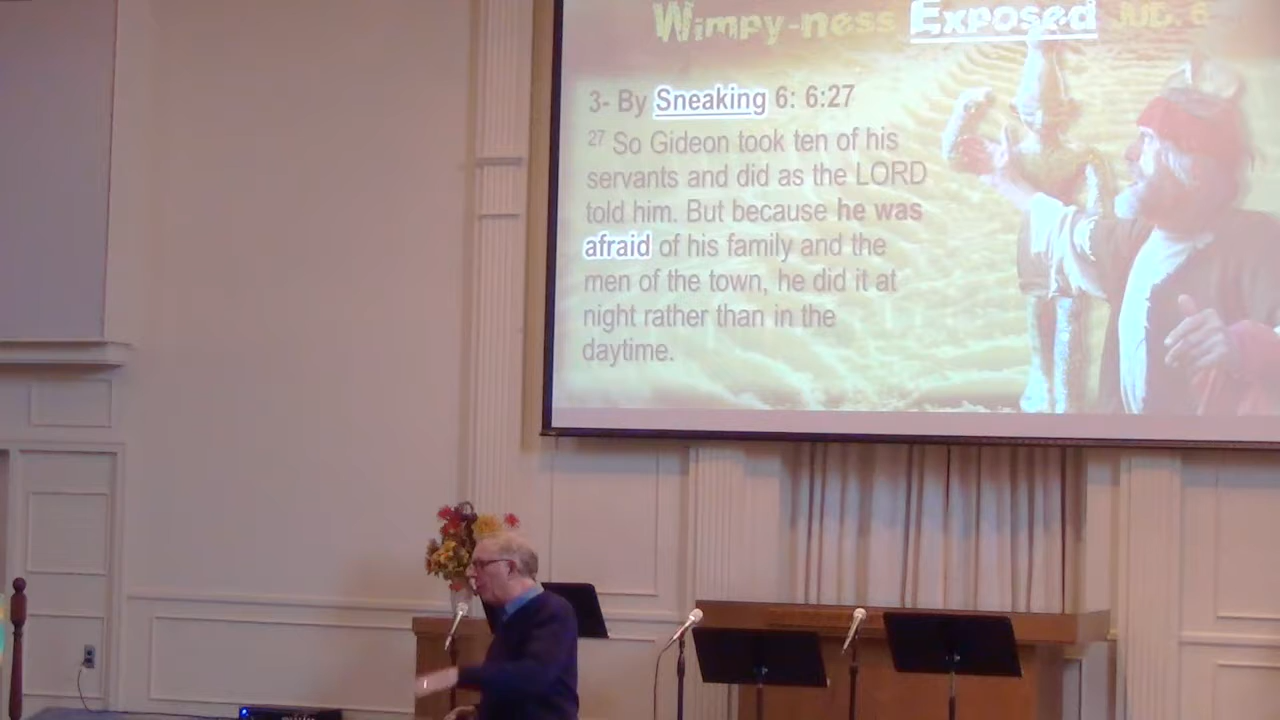 Wimpy-ness Exposed JUD. 6
3- By Sneaking 6: 6:27
27 So Gideon took ten of his
servants and did as the LORD
told him. But because he was
afraid of his family and the
men of the town, he did it at
night rather than in the
daytime.